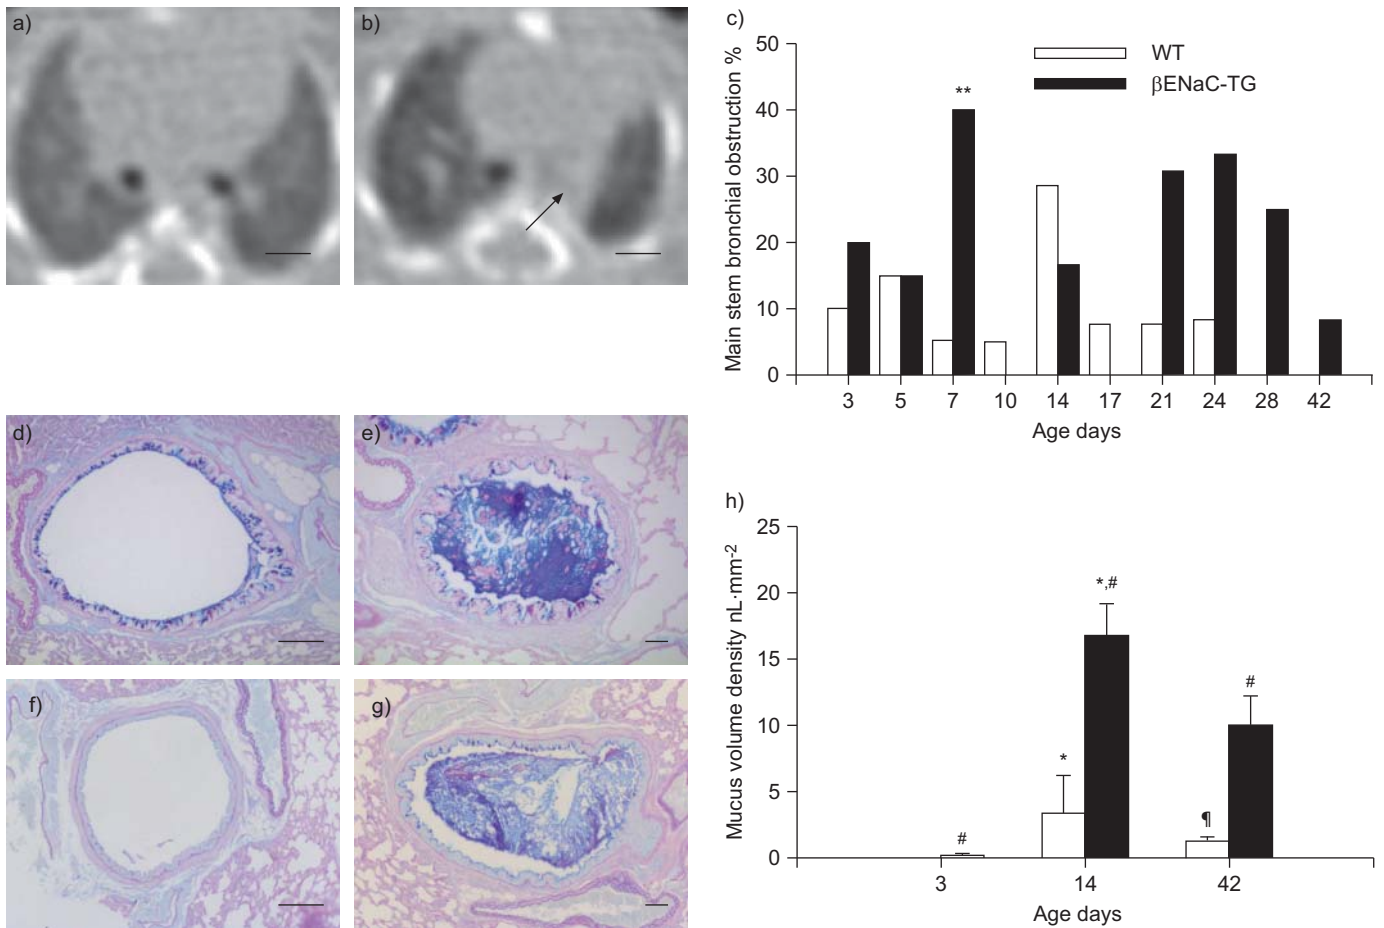 a)
b)
c)
Main stem bronchial obstruction %
50
40
30
20
10
0
WT
βENaC-TG
**
3 5 7 10 14 17 21 24 28 42
Age days
d)
e)
f)
g)
h)
Mucus volume density nL·mm-2
25
20
15
10
5
0
#
*
*,#
¶
#
3 14 42
Age days